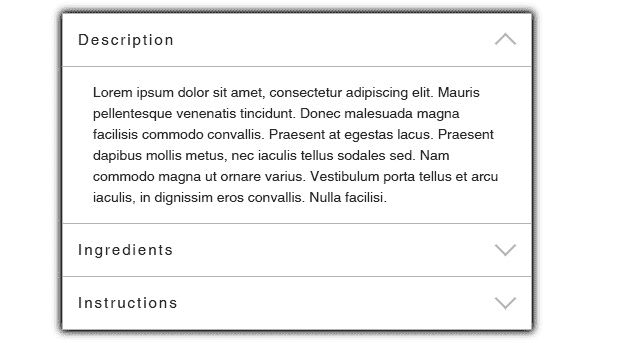 Description
Lorem ipsum dolor sit amet, consectetur adipiscing elit. Mauris
pellentesque venenatis tincidunt. Donec malesuada magna
facilisis commodo convallis. Praesent at egestas lacus. Praesent
dapibus mollis metus, nec iaculis tellus sodales sed. Nam
commodo magna ut ornare varius. Vestibulum porta tellus et arcu
iaculis, in dignissim eros convallis. Nulla facilisi.
Ingredients
Instructions